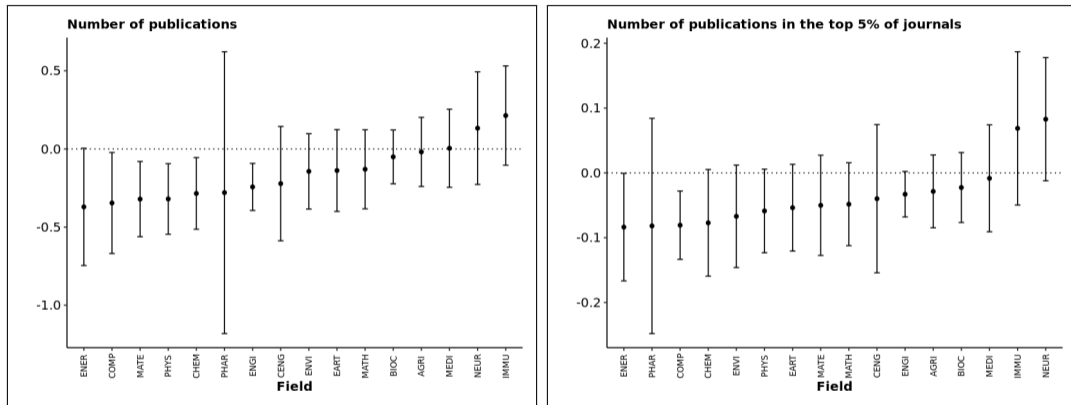 Number of publications
0.5
0.0
-0.5
-1.0
ENER COMP MATE PHYS CHEM PHAR ENGI CENG ENVI EART MATH BIOC AGRI MEDI NEUR IMMU
Field
Number of publications in the top 5% of journals
0.2
0.1
0.0
-0.1
-0.2
ENER PHAR COMP CHEM ENVI PHYS EART MATE MATH CENG ENGI AGRI BIOC MEDI IMMU NEUR
Field